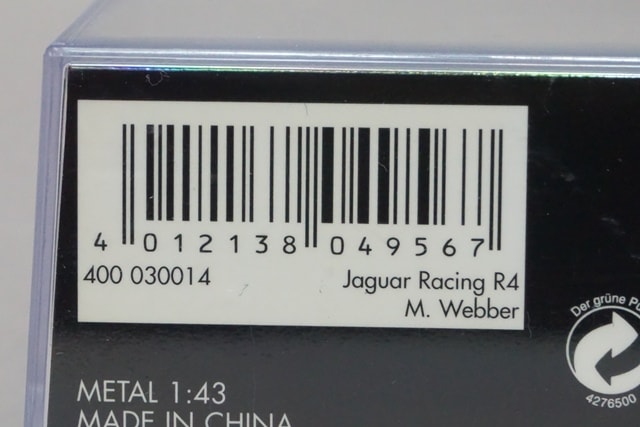 4 012138 049567
400 030014
Jaguar Racing R4
M. Webber
METAL 1:43
MADE IN CHINA
Der grüne
4276500